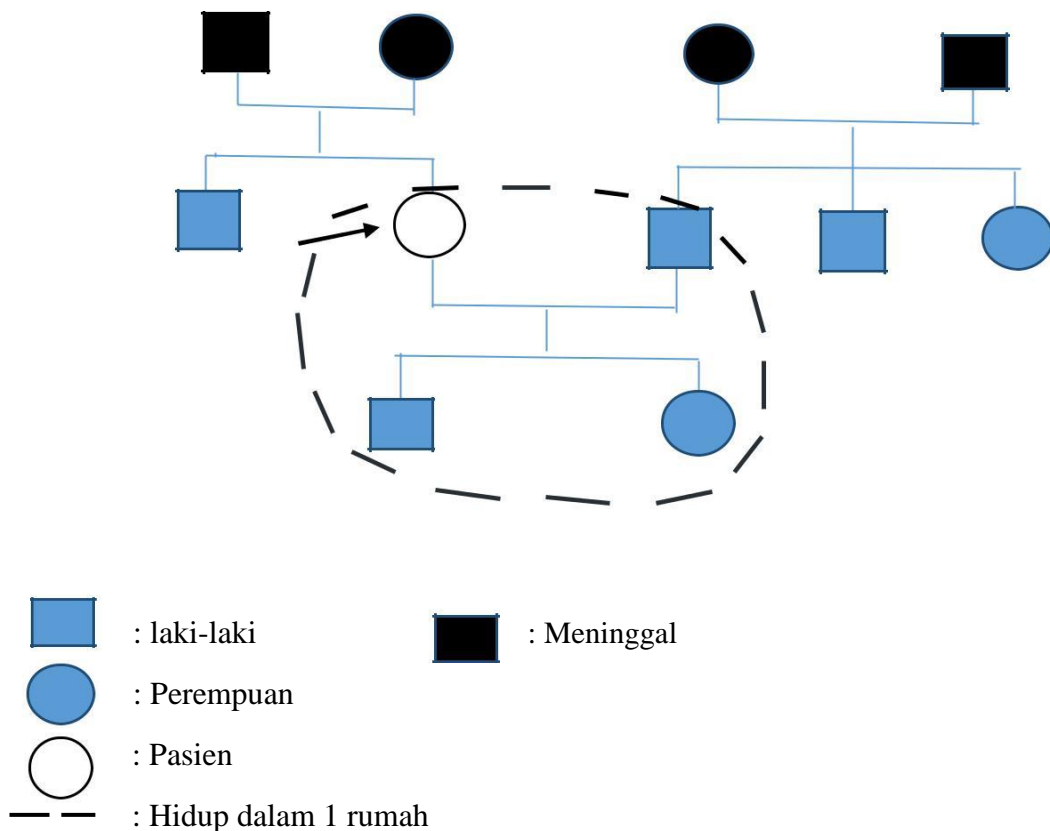 : laki-laki : Meninggal
: Perempuan
: Pasien
: Hidup dalam 1 rumah